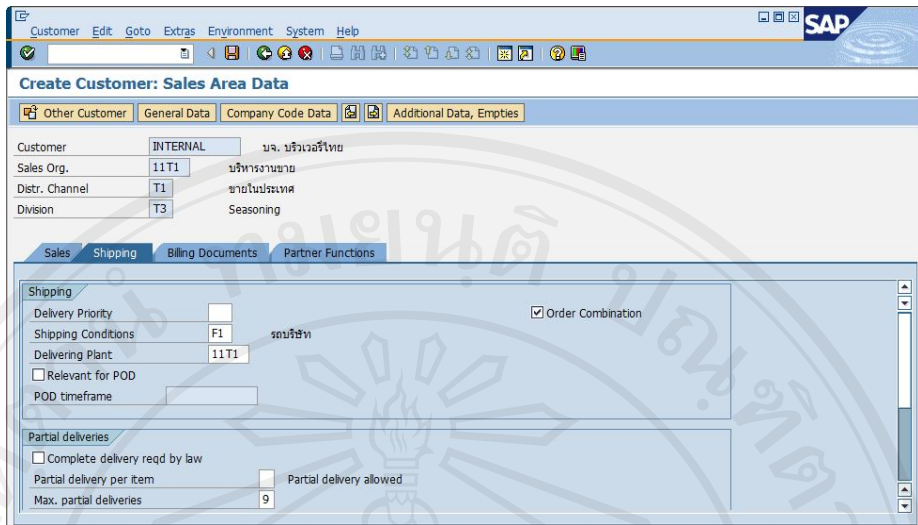 Customer Edit Goto Extras Environment System Help
SAP
Create Customer: Sales Area Data
Other Customer General Data Company Code Data Additional Data, Empties
Customer INTERNAL บจ. บริวเวอรี่ไทย
Sales Org. 11T1 บริหารงานขาย
Distr. Channel T1 ขายในประเทศ
Division T3 Seasoning
Sales Shipping Billing Documents Partner Functions
Shipping
Delivery Priority Order Combination
Shipping Conditions F1 รถบริษัท
Delivering Plant 11T1
Relevant for POD
POD timeframe
Partial deliveries
Complete delivery reqd by law
Partial delivery per item Partial delivery allowed
Max. partial deliveries 9